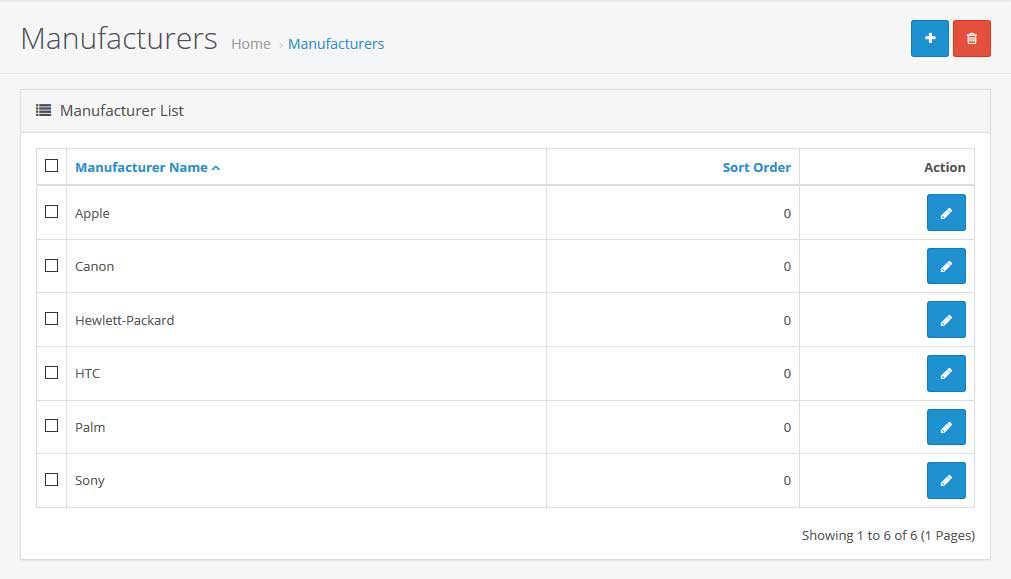 Manufacturers Home › Manufacturers
Manufacturer List
Manufacturer Name Sort Order Action
Apple 0
Canon 0
Hewlett-Packard 0
HTC 0
Palm 0
Sony 0
Showing 1 to 6 of 6 (1 Pages)